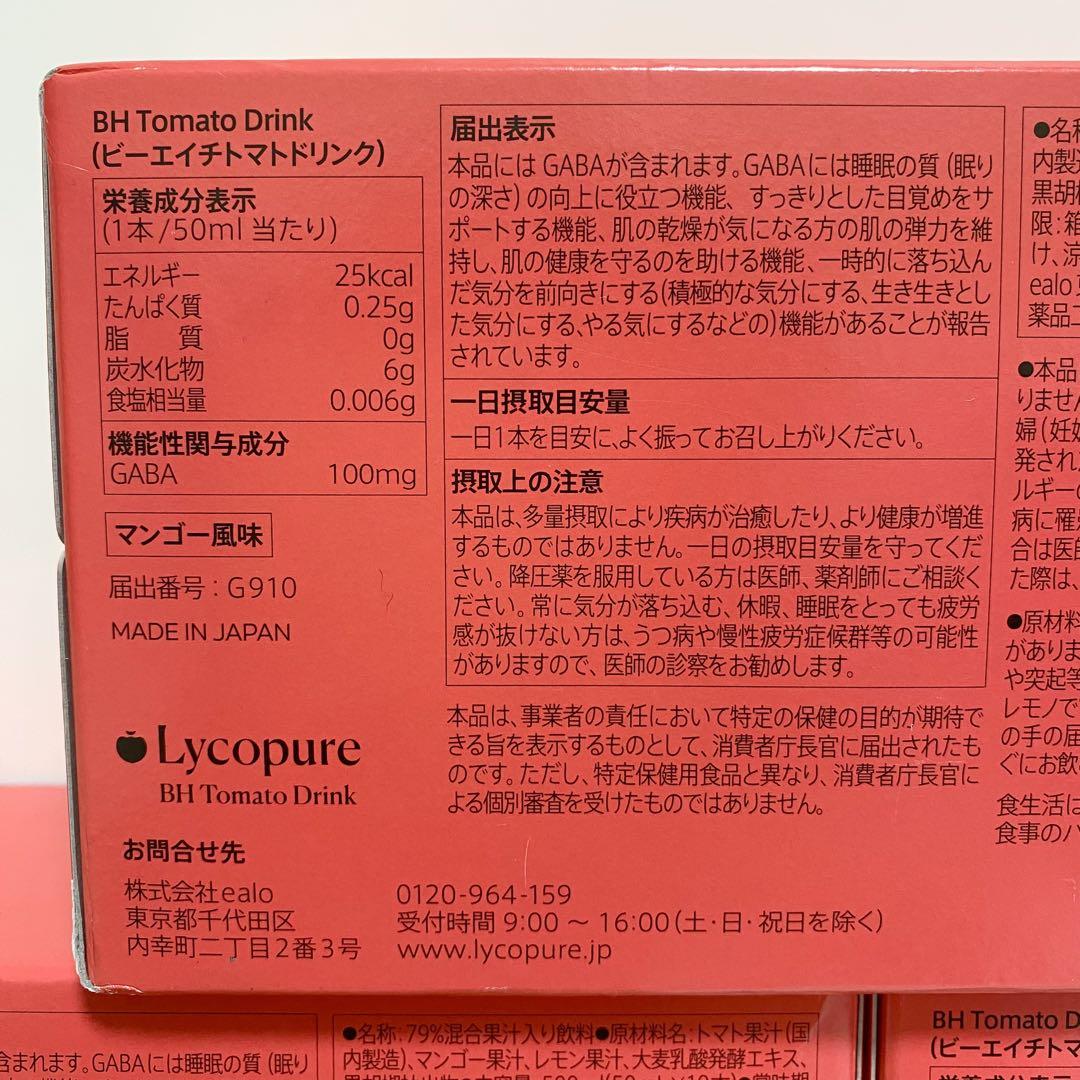 BH Tomato Drink
(ビーエイチトマトドリンク)
栄養成分表示
(1本/50ml 当たり)
エネルギー 25kcal
たんぱく質 0.25g
脂 質 0g
炭水化物 6g
食塩相当量 0.006g
機能性関与成分
GABA 100mg
マンゴー風味
届出番号：G910
MADE IN JAPAN
Lycopure
BH Tomato Drink
お問合せ先
株式会社ealo
東京都千代田区
内幸町二丁目2番3号
0120-964-159
受付時間 9:00 ～ 16:00(土・日・祝日を除く)
www.lycopure.jp
届出表示
本品には GABAが含まれます。GABAには睡眠の質 (眠り
の深さ) の向上に役立つ機能、 すっきりとした目覚めをサ
ポートする機能、肌の乾燥が気になる方の肌の弾力を維
持し、肌の健康を守るのを助ける機能、一時的に落ち込ん
だ気分を前向きにする(積極的な気分にする、生き生きとし
た気分にする、やる気にするなどの)機能があることが報告
されています。
一日摂取目安量
一日1本を目安に、よく振ってお召し上がりください。
摂取上の注意
本品は、多量摂取により疾病が治癒したり、より健康が増進
するものではありません。一日の摂取目安量を守ってくだ
さい。降圧薬を服用している方は医師、薬剤師にご相談く
ださい。常に気分が落ち込む、休暇、睡眠をとっても疲労
感が抜けない方は、うつ病や慢性疲労症候群等の可能性
がありますので、医師の診察をお勧めします。
本品は、事業者の責任において特定の保健の目的が期待で
きる旨を表示するものとして、消費者庁長官に届出されたも
のです。ただし、特定保健用食品と異なり、消費者庁長官に
よる個別審査を受けたものではありません。
●名称
内製造
黒胡椒
限：箱
け、涼
ealo
薬品
●本品
りません
婦(妊娠
発され
ルギー
病に罹
合は医師
た際は、
●原材料
がありま
や突起等
レモノで
の手の届
ぐにお飲
食生活は
食事のバ
含まれます。GABAには睡眠の質 (眠り
●名称：79%混合果汁入り飲料●原材料名：トマト果汁(国
内製造)、マンゴー果汁、レモン果汁、大麦乳酸発酵エキス、
BH Tomato D
(ビーエイチトマ